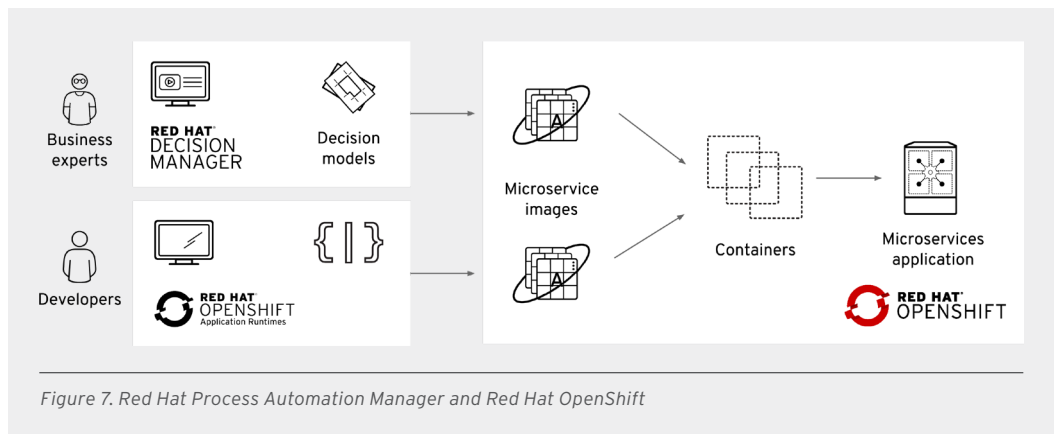 Business
experts
RED HAT®
DECISION
MANAGER
Decision
models
Developers
{|}
RED HAT®
OPENSHIFT
Application Runtimes
A
Microservice
images
A
Containers
Microservices
application
RED HAT®
OPENSHIFT
Figure 7. Red Hat Process Automation Manager and Red Hat OpenShift